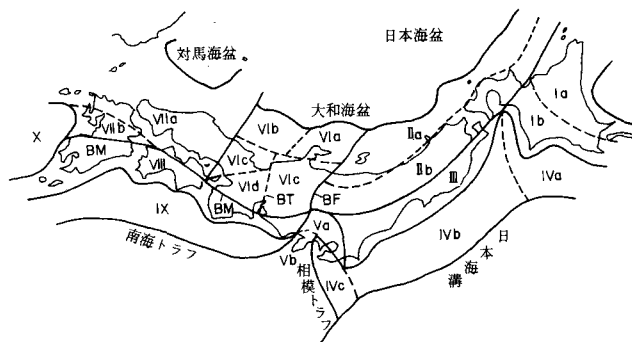 日本海盆
対馬海盆
大和海盆
Ia
Ib
X
VIIb
VIIa
VIb
VIa
IIa
BM
VIII
VIc
VId
VIc
IIb
III
IVa
BT
BF
BM
IX
Va
IVb
南海トラフ
Vb
IVc
相模トラフ
日本海溝